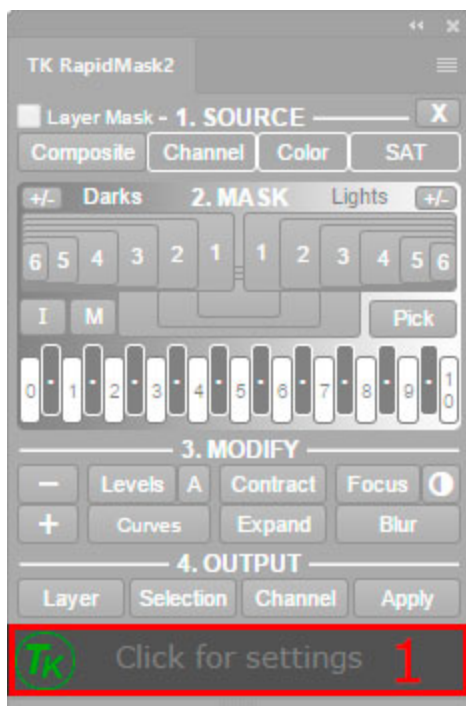 TK RapidMask2
Layer Mask - 1. SOURCE X
Composite Channel Color SAT
+/- Darks 2. MASK Lights +/-
6 5 4 3 2 1 1 2 3 4 5 6
I M Pick
0 - 1 - 2 - 3 - 4 - 5 - 6 - 7 - 8 - 9 - 10
3. MODIFY
− Levels A Contract Focus
+ Curves Expand Blur
4. OUTPUT
Layer Selection Channel Apply
TK Click for settings 1